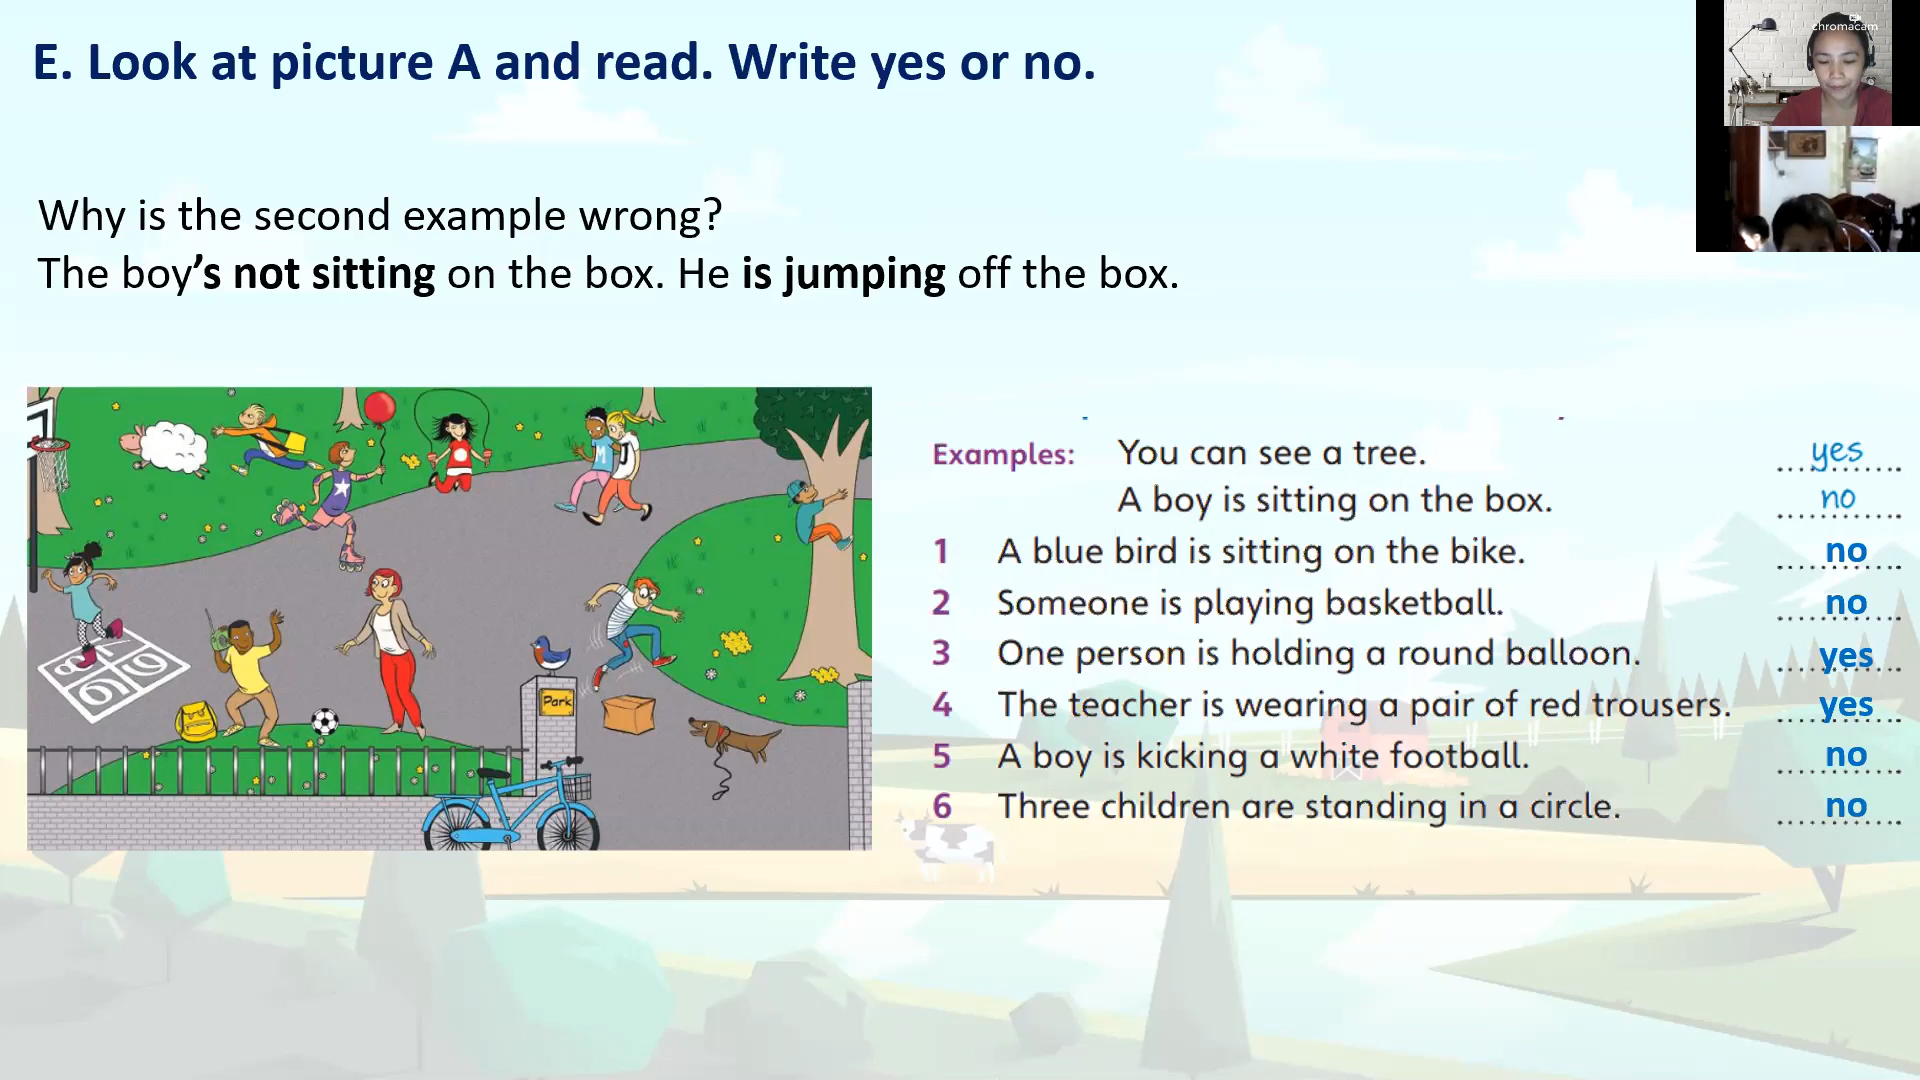 E. Look at picture A and read. Write yes or no.
chromacam
Why is the second example wrong?
The boy's not sitting on the box. He is jumping off the box.
Examples: You can see a tree. yes
A boy is sitting on the box. no
1 A blue bird is sitting on the bike. no
2 Someone is playing basketball. no
3 One person is holding a round balloon. yes
4 The teacher is wearing a pair of red trousers. yes
5 A boy is kicking a white football. no
6 Three children are standing in a circle. no
M
Park